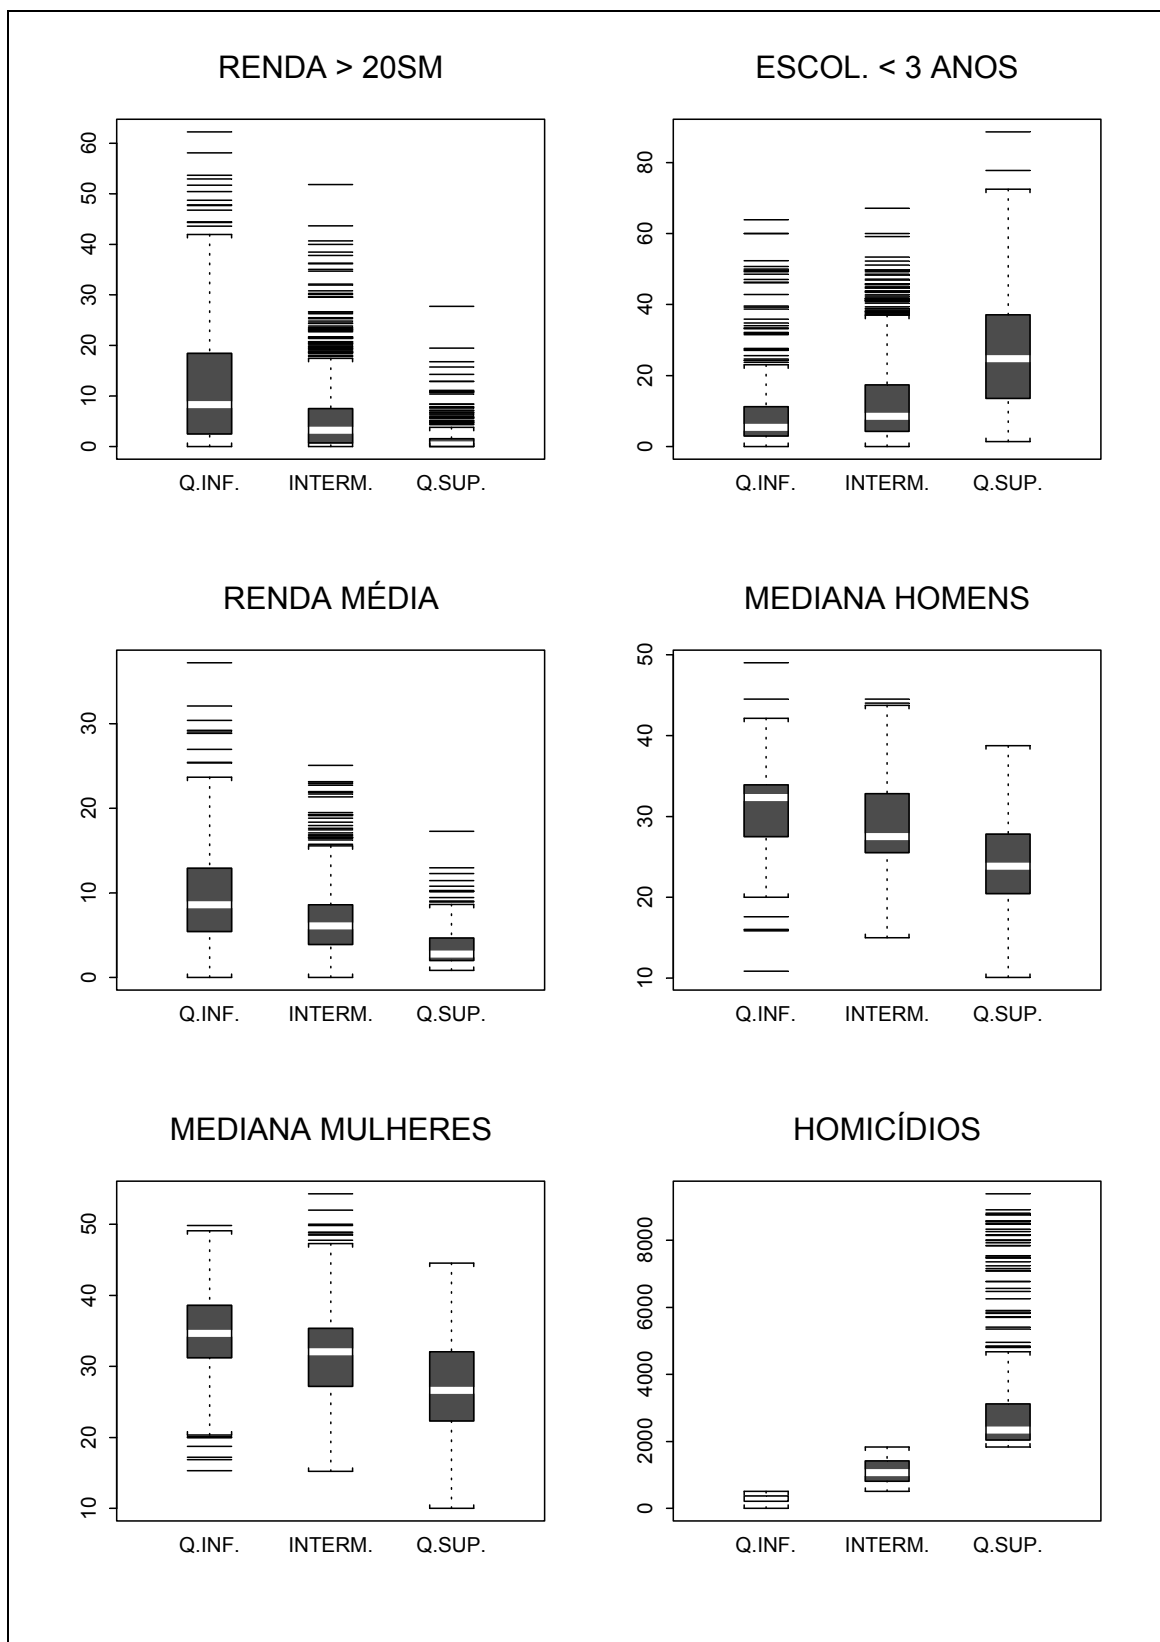 RENDA > 20SM
60
50
40
30
20
10
0
Q.INF. INTERM. Q.SUP.
ESCOL. < 3 ANOS
80
60
40
20
0
Q.INF. INTERM. Q.SUP.
RENDA MÉDIA
30
20
10
0
Q.INF. INTERM. Q.SUP.
MEDIANA HOMENS
50
40
30
20
10
Q.INF. INTERM. Q.SUP.
MEDIANA MULHERES
50
40
30
20
10
Q.INF. INTERM. Q.SUP.
HOMICÍDIOS
8000
6000
4000
2000
0
Q.INF. INTERM. Q.SUP.